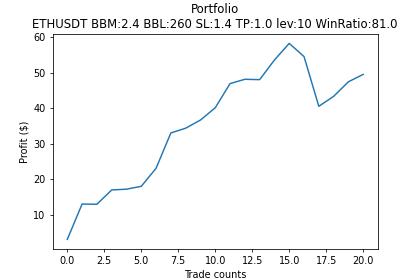 Portfolio
ETHUSDT BBM:2.4 BBL:260 SL:1.4 TP:1.0 lev:10 WinRatio:81.0
60
50
40
30
20
10
Profit ($)
0.0 2.5 5.0 7.5 10.0 12.5 15.0 17.5 20.0
Trade counts